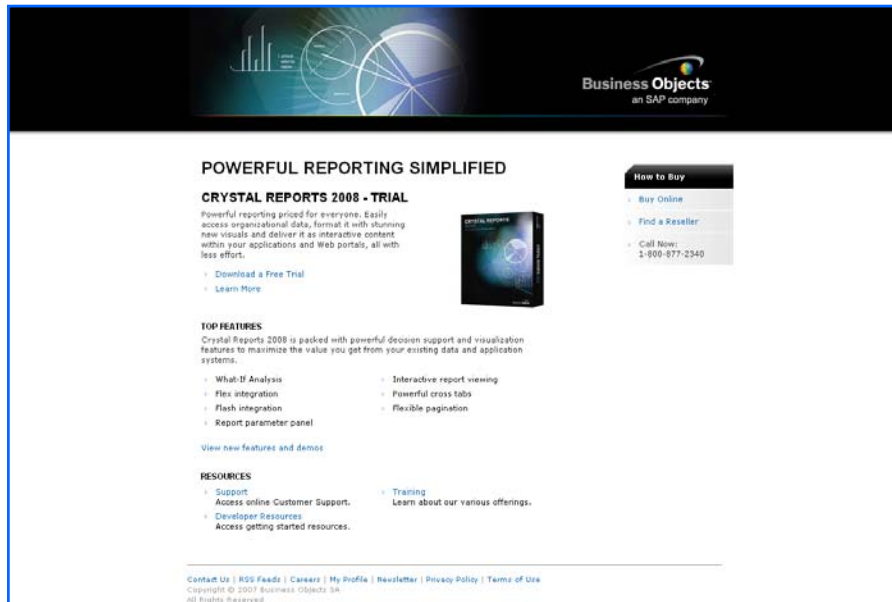 Business Objects
an SAP company
POWERFUL REPORTING SIMPLIFIED
CRYSTAL REPORTS 2008 - TRIAL
Powerful reporting priced for everyone. Easily
access organizational data, format it with stunning
new visuals and deliver it as interactive content
within your applications and Web portals, all with
less effort.
Download a Free Trial
Learn More
CRYSTAL REPORTS
How to Buy
Buy Online
Find a Reseller
Call Now:
1-800-877-2340
TOP FEATURES
Crystal Reports 2008 is packed with powerful decision support and visualization
features to maximize the value you get from your existing data and application
systems.
What-If Analysis
Flex integration
Flash integration
Report parameter panel
Interactive report viewing
Powerful cross tabs
Flexible pagination
View new features and demos
RESOURCES
Support
Access online Customer Support.
Developer Resources
Access getting started resources.
Training
Learn about our various offerings.
Contact Us | RSS Feeds | Careers | My Profile | Newsletter | Privacy Policy | Terms of Use
Copyright © 2007 Business Objects SA
All Rights Reserved